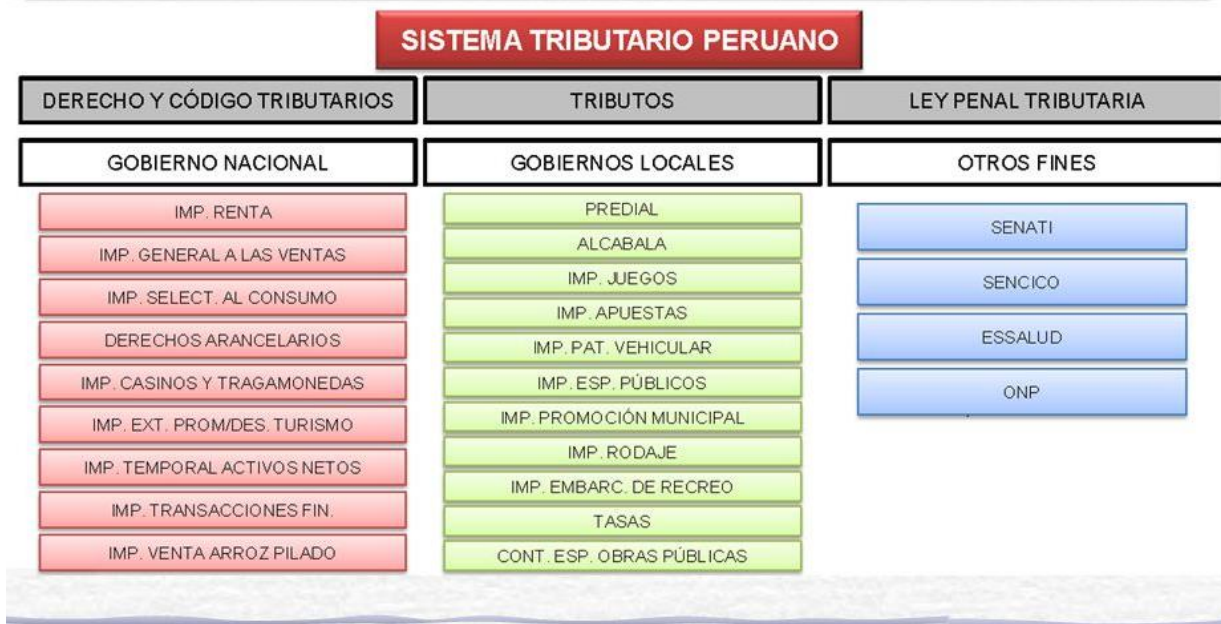 SISTEMA TRIBUTARIO PERUANO
DERECHO Y CÓDIGO TRIBUTARIOS
TRIBUTOS
LEY PENAL TRIBUTARIA
GOBIERNO NACIONAL
IMP. RENTA
IMP. GENERAL A LAS VENTAS
IMP. SELECT. AL CONSUMO
DERECHOS ARANCELARIOS
IMP. CASINOS Y TRAGAMONEDAS
IMP. EXT. PROM/DES. TURISMO
IMP. TEMPORAL ACTIVOS NETOS
IMP. TRANSACCIONES FIN.
IMP. VENTA ARROZ PILADO
GOBIERNOS LOCALES
PREDIAL
ALCABALA
IMP. JUEGOS
IMP. APUESTAS
IMP. PAT. VEHICULAR
IMP. ESP. PÚBLICOS
IMP. PROMOCIÓN MUNICIPAL
IMP. RODAJE
IMP. EMBARC. DE RECREO
TASAS
CONT. ESP. OBRAS PÚBLICAS
OTROS FINES
SENATI
SENCICO
ESSALUD
ONP